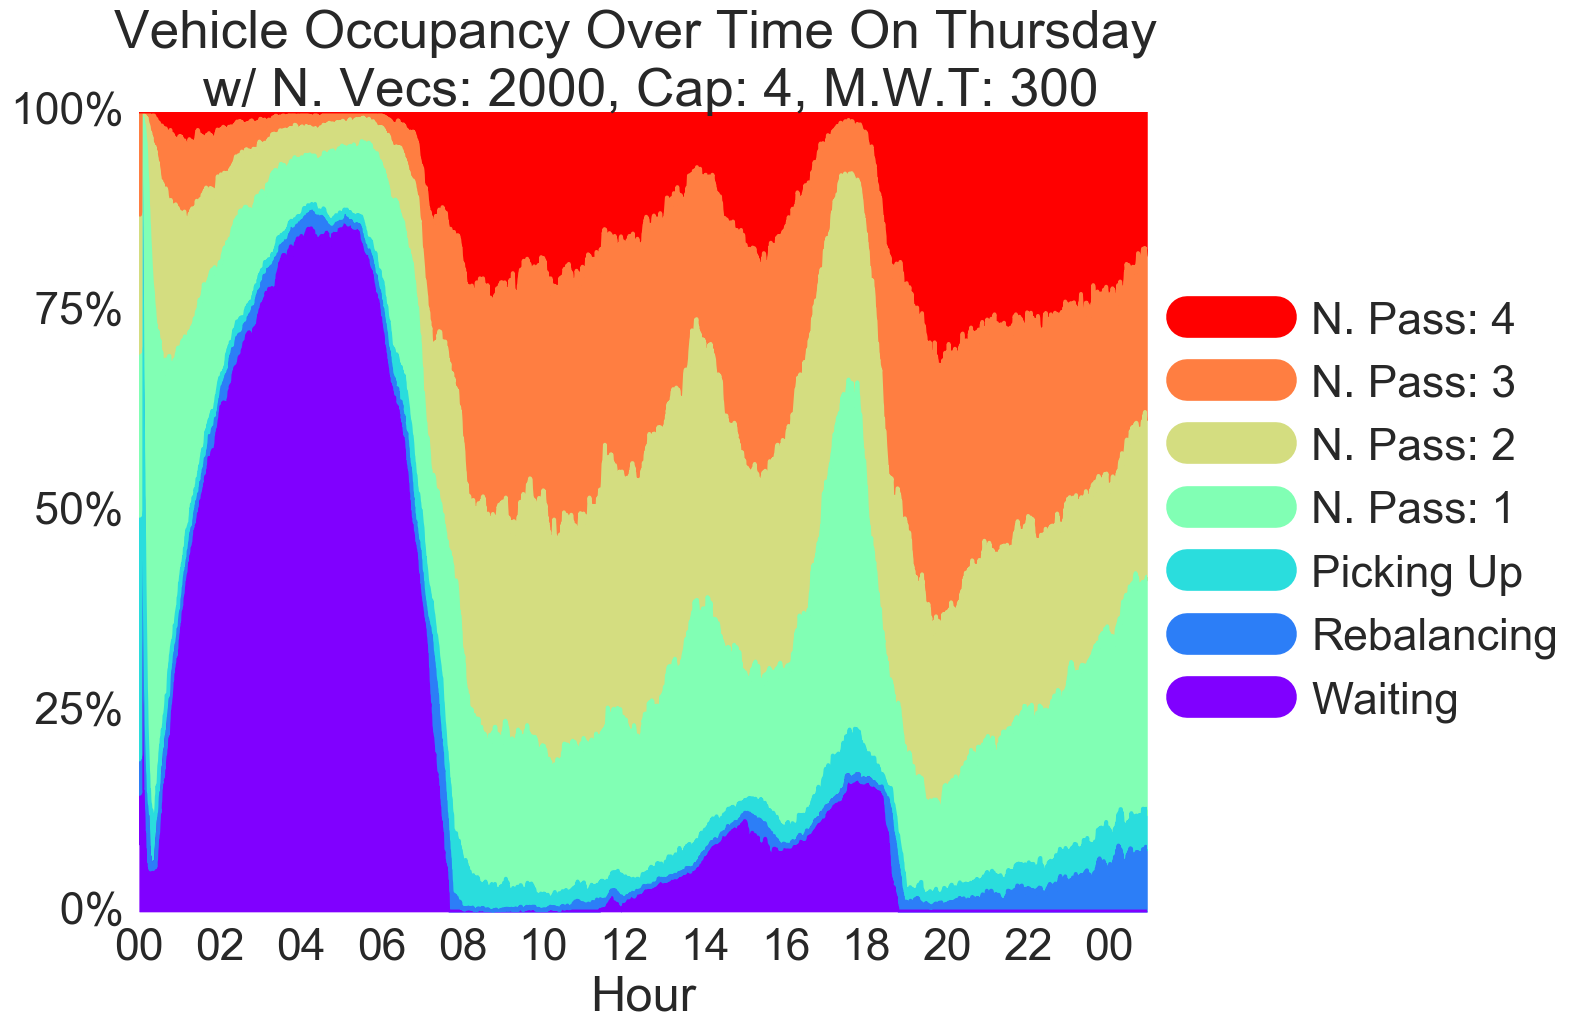 Vehicle Occupancy Over Time On Thursday
w/ N. Vecs: 2000, Cap: 4, M.W.T: 300
100%
75%
50%
25%
0%
00 02 04 06 08 10 12 14 16 18 20 22 00
Hour
N. Pass: 4
N. Pass: 3
N. Pass: 2
N. Pass: 1
Picking Up
Rebalancing
Waiting